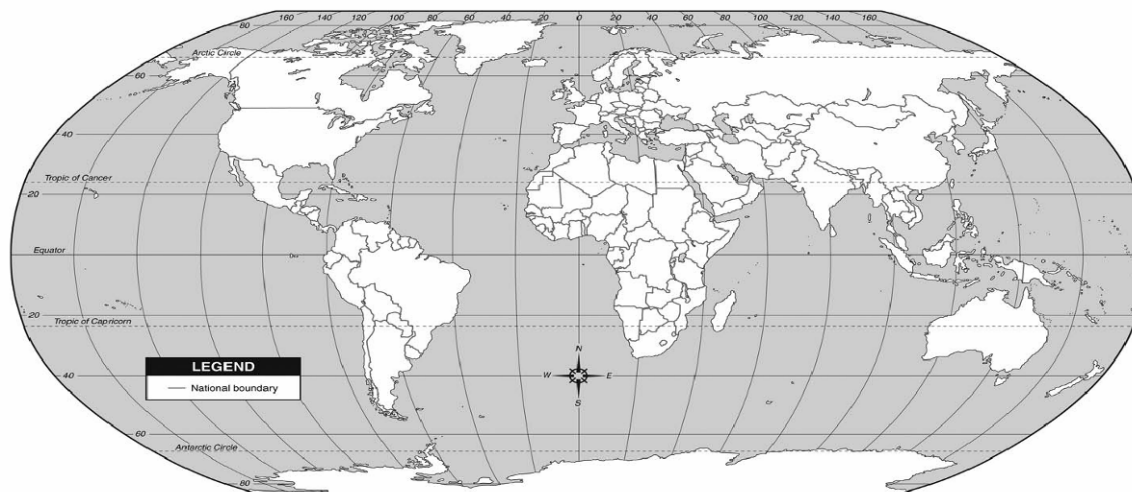 160 140 120 100 80 60 40 20 0 20 40 60 80 100 120 140 160
80
Arctic Circle
60
40
Tropic of Cancer
20
Equator
0
20
Tropic of Capricorn
N
W E
S
LEGEND
National boundary
40
60
Antarctic Circle
80